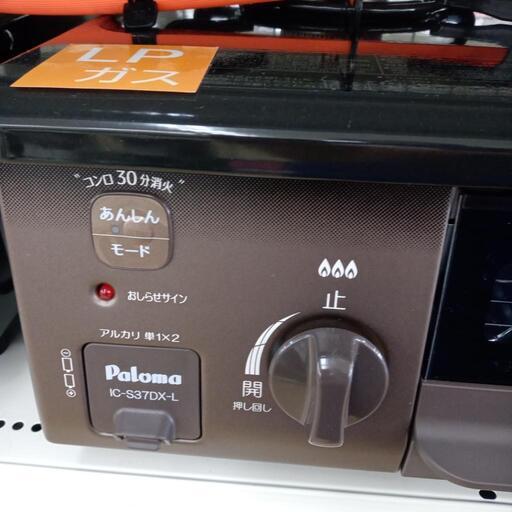 LP
ガス
"コンロ30分消火"
あんしん
モード
おしらせサイン
アルカリ 単1×2
Paloma
IC-S37DX-L
止
開
押し回し